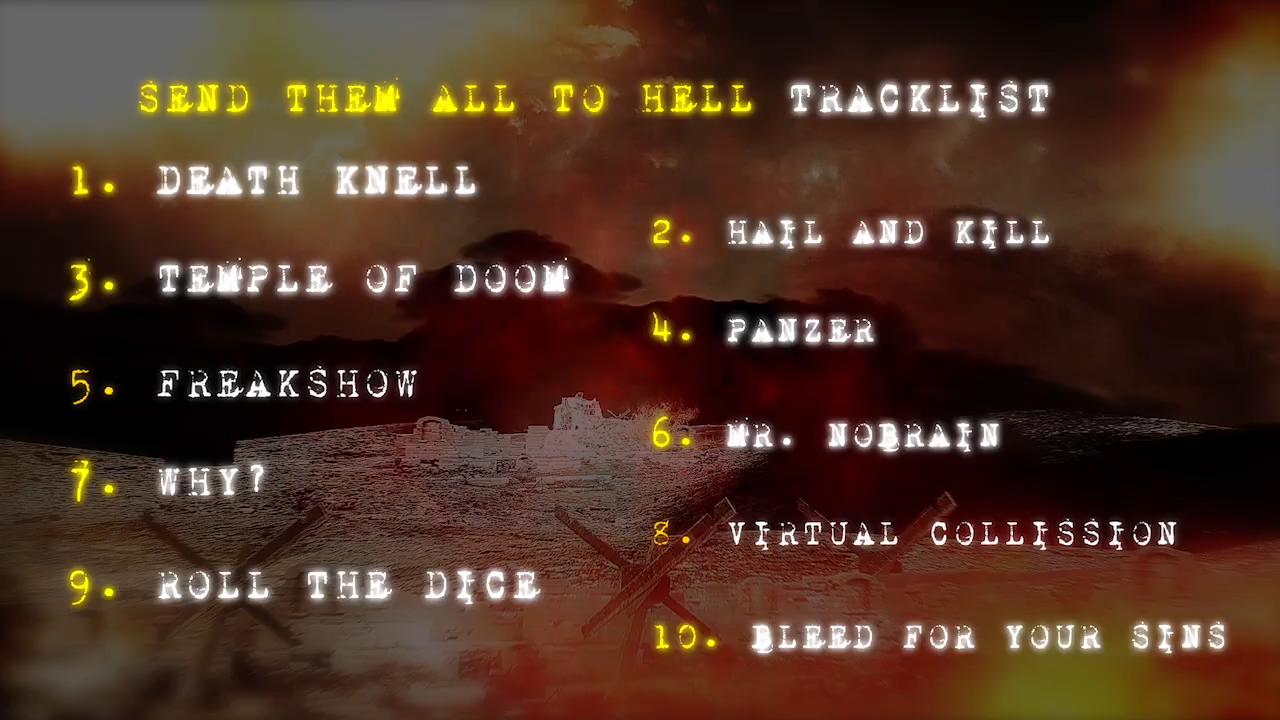 SEND THEM ALL TO HELL TRACKLIST
1. DEATH KNELL
2. HAIL AND KILL
3. TEMPLE OF DOOM
4. PANZER
5. FREAKSHOW
6. MR. NOBRAIN
7. WHY?
8. VIRTUAL COLLISSION
9. ROLL THE DICE
10. BLEED FOR YOUR SINS